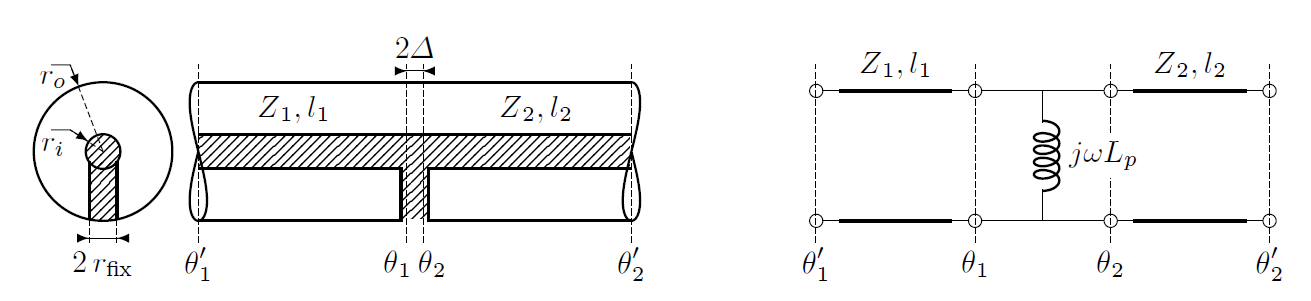 r_o
r_i
2 r_fix
2Δ
Z_1, l_1
Z_2, l_2
θ'_1
θ_1 θ_2
θ'_2
Z_1, l_1
Z_2, l_2
jωL_p
θ'_1
θ_1
θ_2
θ'_2